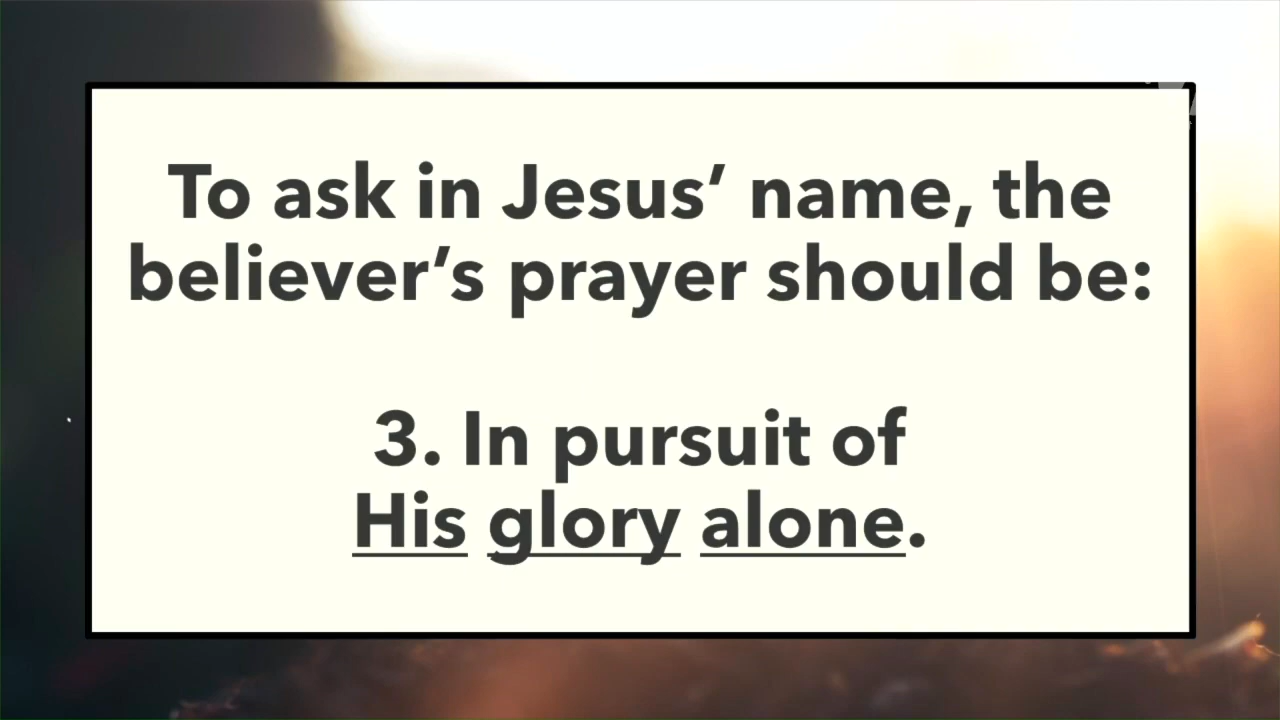 To ask in Jesus’ name, the
believer’s prayer should be:
3. In pursuit of
His glory alone.